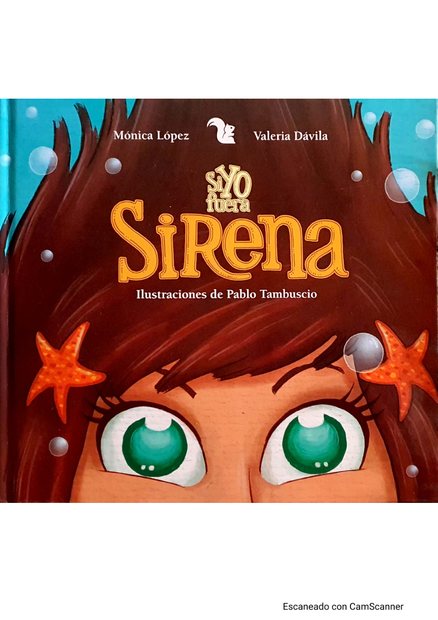 Mónica López Valeria Dávila
Si YO
fuera
SiRena
Ilustraciones de Pablo Tambuscio
Escaneado con CamScanner